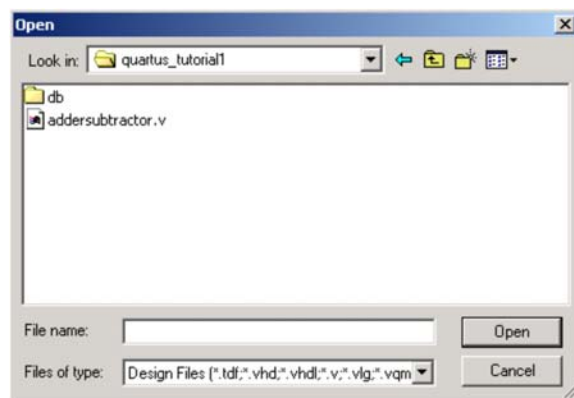 Open
Look in: quartus_tutorial1
db
addersubtractor.v
File name: Open
Files of type: Design Files (*.tdf;*.vhd;*.vhdl;*.v;*.vlg;*.vqm Cancel